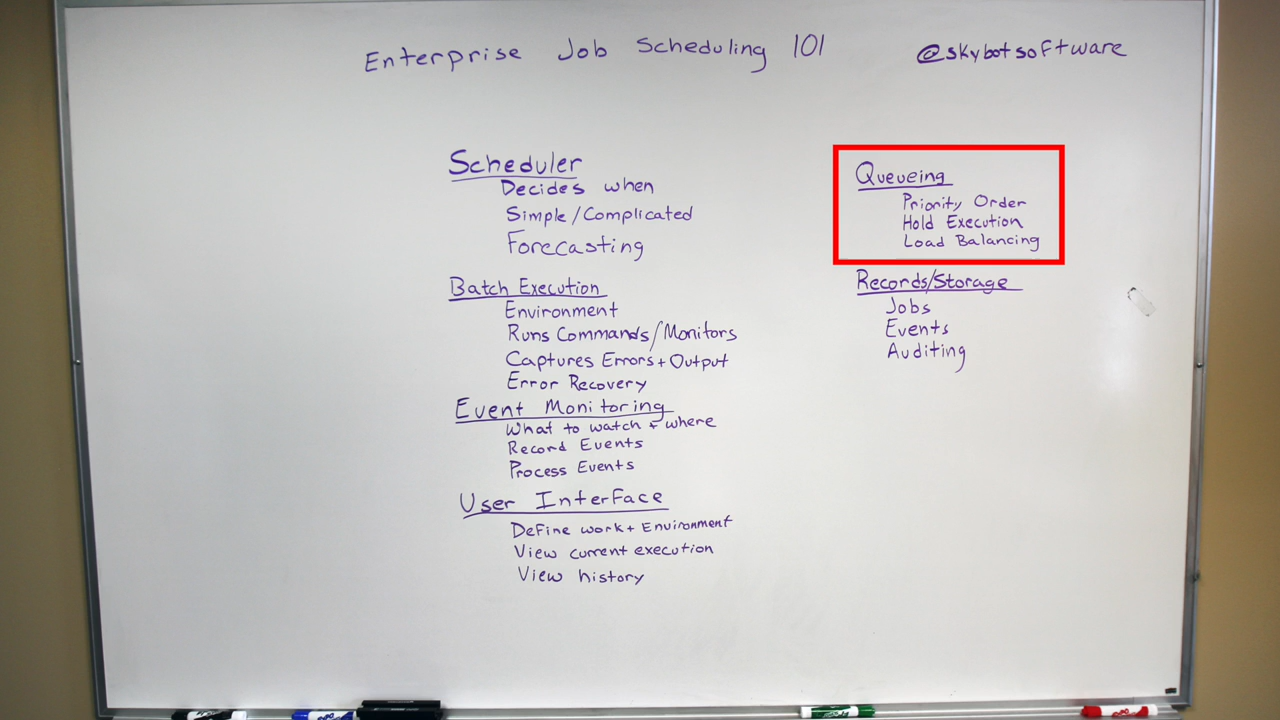 Enterprise Job Scheduling 101
@skybotsoftware
Scheduler
Decides when
Simple/Complicated
Forecasting
Batch Execution
Environment
Runs Commands/Monitors
Captures Errors + Output
Error Recovery
Event Monitoring
What to watch + where
Record Events
Process Events
User Interface
Define work + Environment
View current execution
View history
Queueing
Priority Order
Hold Execution
Load Balancing
Records/Storage
Jobs
Events
Auditing